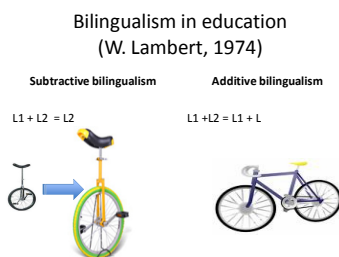 Bilingualism in education
(W. Lambert, 1974)
Subtractive bilingualism
Additive bilingualism
L1 + L2  = L2
L1 +L2 = L1 + L